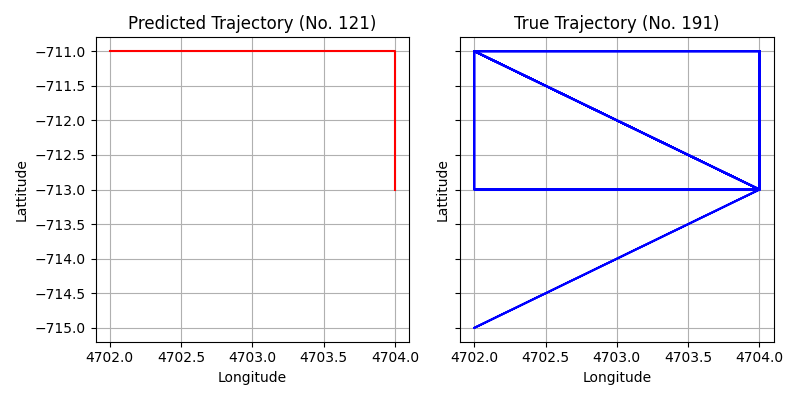 Predicted Trajectory (No. 121)
True Trajectory (No. 191)
−711.0
−711.5
−712.0
−712.5
−713.0
−713.5
−714.0
−714.5
−715.0
Lattitude
Lattitude
4702.0 4702.5 4703.0 4703.5 4704.0
4702.0 4702.5 4703.0 4703.5 4704.0
Longitude
Longitude